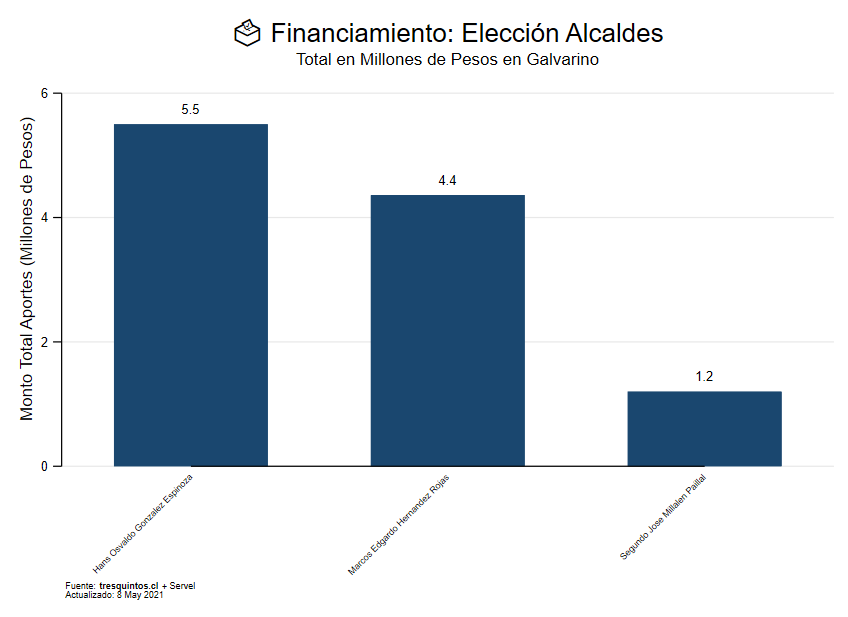 Financiamiento: Elección Alcaldes
Total en Millones de Pesos en Galvarino
Monto Total Aportes (Millones de Pesos)
6
4
2
0
5.5
4.4
1.2
Hans Osvaldo Gonzalez Espinoza
Marcos Edgardo Hernandez Rojas
Segundo Jose Millalen Paillal
Fuente: tresquintos.cl + Servel
Actualizado: 8 May 2021